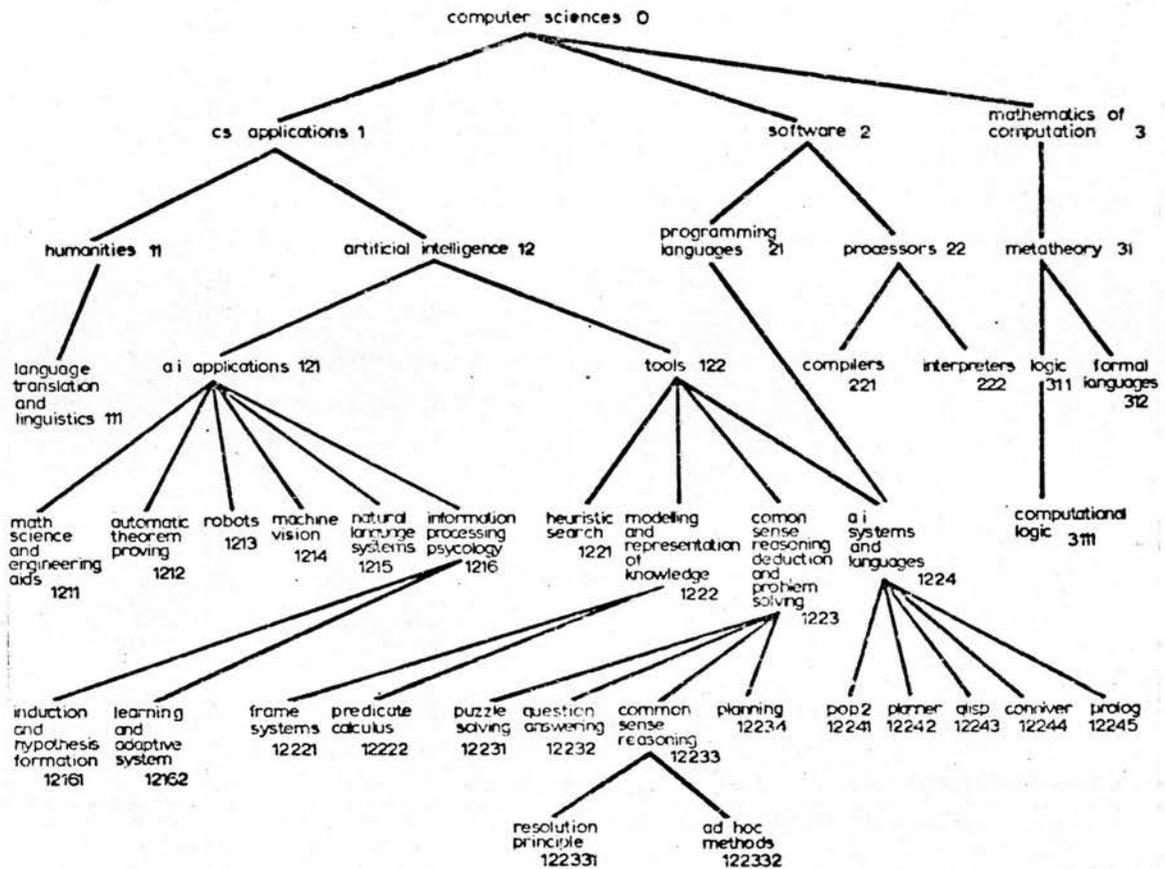 computer sciences 0
cs applications 1
software 2
mathematics of
computation 3
humanities 11
artificial intelligence 12
programming
languages 21
processors 22
metatheory 31
language
translation
and
linguistics 111
a i applications 121
tools 122
compilers
221
interpreters
222
logic
311
formal
languages
312
math
science
and
engineering
aids
1211
automatic
theorem
proving
1212
robots
1213
machine
vision
1214
natural
language
systems
1215
information
processing
psycology
1216
heuristic
search
1221
modelling
and
representation
of
knowledge
1222
comon
sense
reasoning
deduction
and
problem
solving
1223
a i
systems
and
languages
1224
computational
logic
3111
induction
and
hypothesis
formation
12161
learning
and
adaptive
system
12162
frame
systems
12221
predicate
calculus
12222
puzzle
solving
12231
question
answering
12232
common
sense
reasoning
12233
planning
12234
pop2
12241
planner
12242
qlisp
12243
conniver
12244
prolog
12245
resolution
principle
122331
ad hoc
methods
122332